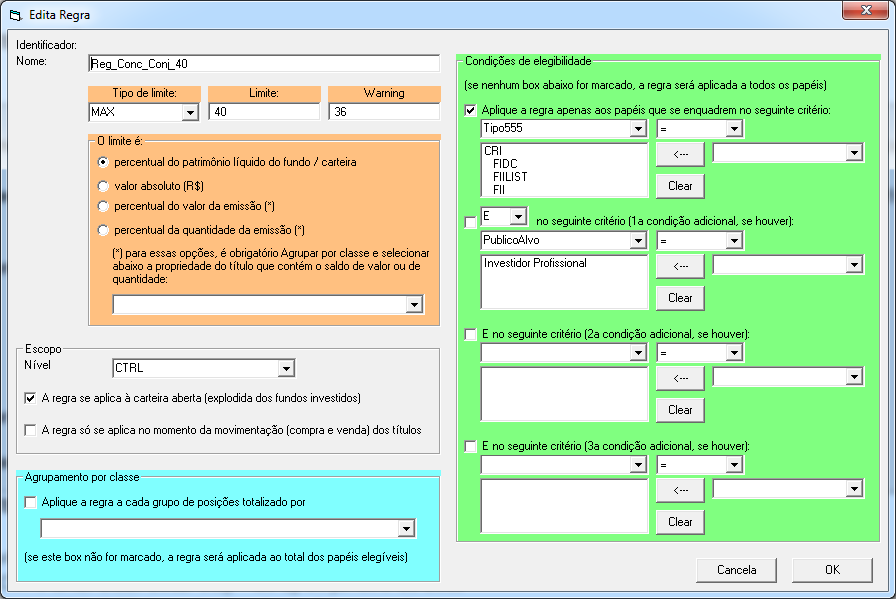 Edita Regra
Identificador:
Nome:
Reg_Conc_Conj_40
Tipo de limite:
Limite:
Warning
MAX
40
36
O limite é:
percentual do patrimônio líquido do fundo / carteira
valor absoluto (R$)
percentual do valor da emissão (*)
percentual da quantidade da emissão (*)
(*) para essas opções, é obrigatório Agrupar por classe e selecionar
abaixo a propriedade do título que contém o saldo de valor ou de
quantidade:
Escopo
Nível
CTRL
A regra se aplica à carteira aberta (explodida dos fundos investidos)
A regra só se aplica no momento da movimentação (compra e venda) dos títulos
Agrupamento por classe
Aplique a regra a cada grupo de posições totalizado por
(se este box não for marcado, a regra será aplicada ao total dos papéis elegíveis)
Condições de elegibilidade
(se nenhum box abaixo for marcado, a regra será aplicada a todos os papéis)
Aplique a regra apenas aos papéis que se enquadrem no seguinte critério:
Tipo555
=
CRI
FIDC
FIILIST
FII
<---
Clear
E
no seguinte critério (1a condição adicional, se houver):
PublicoAlvo
=
Investidor Profissional
<---
Clear
E no seguinte critério (2a condição adicional, se houver):
=
<---
Clear
E no seguinte critério (3a condição adicional, se houver):
=
<---
Clear
Cancela
OK